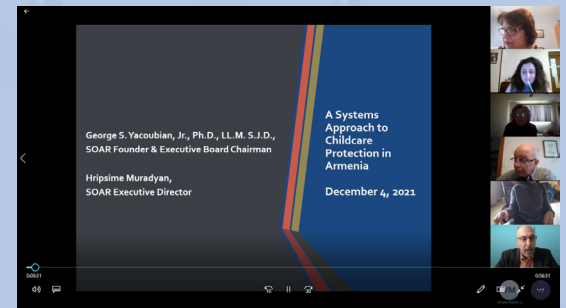 George S. Yacoubian, Jr., Ph.D., LL.M. S.J.D.,
SOAR Founder & Executive Board Chairman
Hripsime Muradyan,
SOAR Executive Director
A Systems
Approach to
Childcare
Protection in
Armenia
December 4, 2021
0:00:31
0:56:51